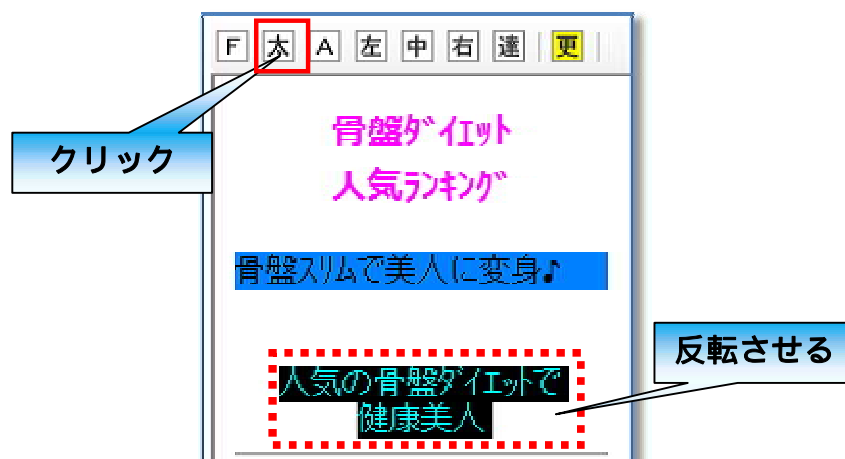 F 太 A 左 中 右 達 更
クリック
骨盤ﾀﾞｲｴｯﾄ
人気ﾗﾝｷﾝｸﾞ
骨盤ｽﾘﾑで美人に変身♪
反転させる
人気の骨盤ﾀﾞｲｴｯﾄで
健康美人